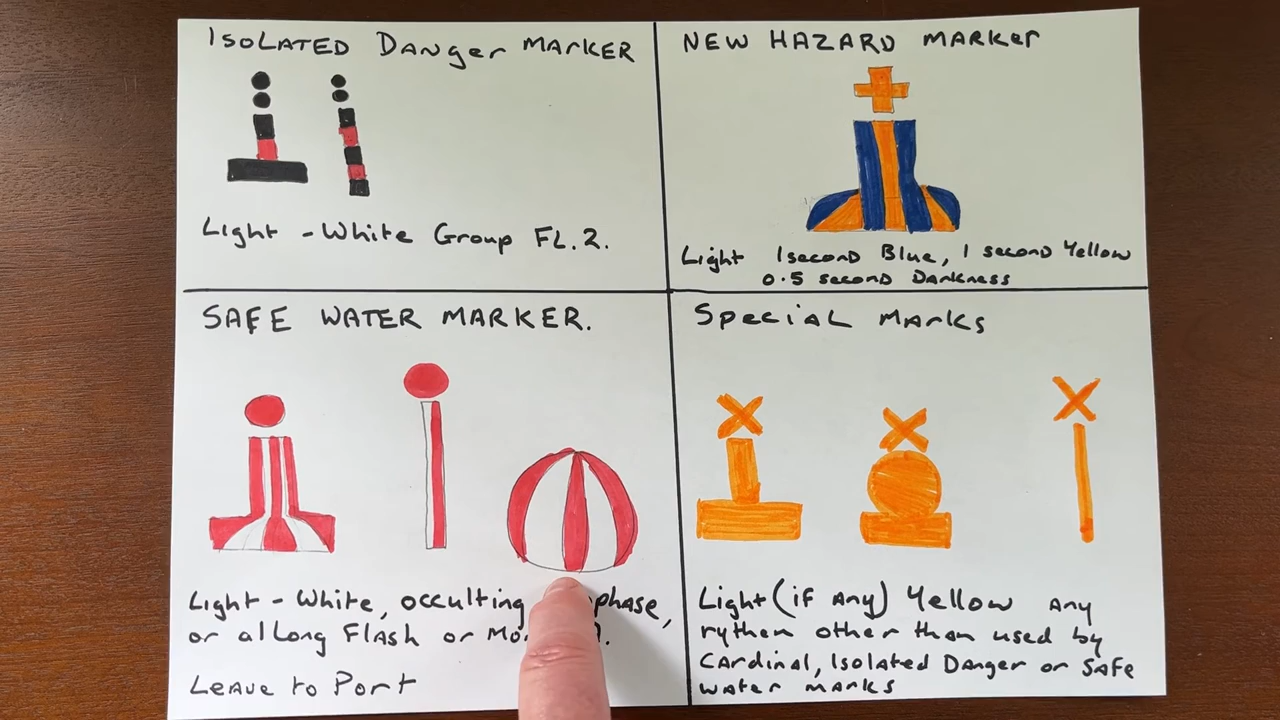 ISOLATED Danger MARKER
Light - White Group FL.2.
NEW HAZARD MARKer
Light 1second Blue, 1 second Yellow
0.5 second Darkness
SAFE WATER MARKER.
Light - White, occulting phase,
or a Long Flash or
Leave to Port
Special Marks
Light (if any) Yellow any
rythem other than used by
Cardinal, Isolated Danger or Safe
water marks